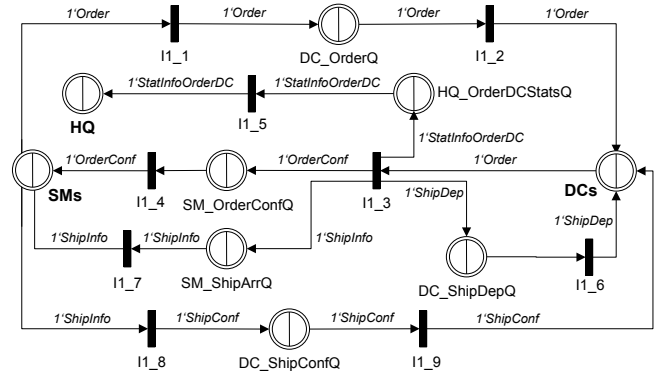 1‘Order 1‘Order 1‘Order 1‘Order
I1_1 DC_OrderQ I1_2
1‘StatInfoOrderDC 1‘StatInfoOrderDC HQ_OrderDCStatsQ
HQ I1_5
1‘StatInfoOrderDC
1‘OrderConf 1‘OrderConf 1‘OrderConf 1‘Order
SMs I1_4 SM_OrderConfQ I1_3 DCs
1‘ShipDep
1‘ShipDep
1‘ShipInfo 1‘ShipInfo 1‘ShipInfo
I1_7 SM_ShipArrQ DC_ShipDepQ I1_6
1‘ShipInfo 1‘ShipConf 1‘ShipConf 1‘ShipConf
I1_8 DC_ShipConfQ I1_9